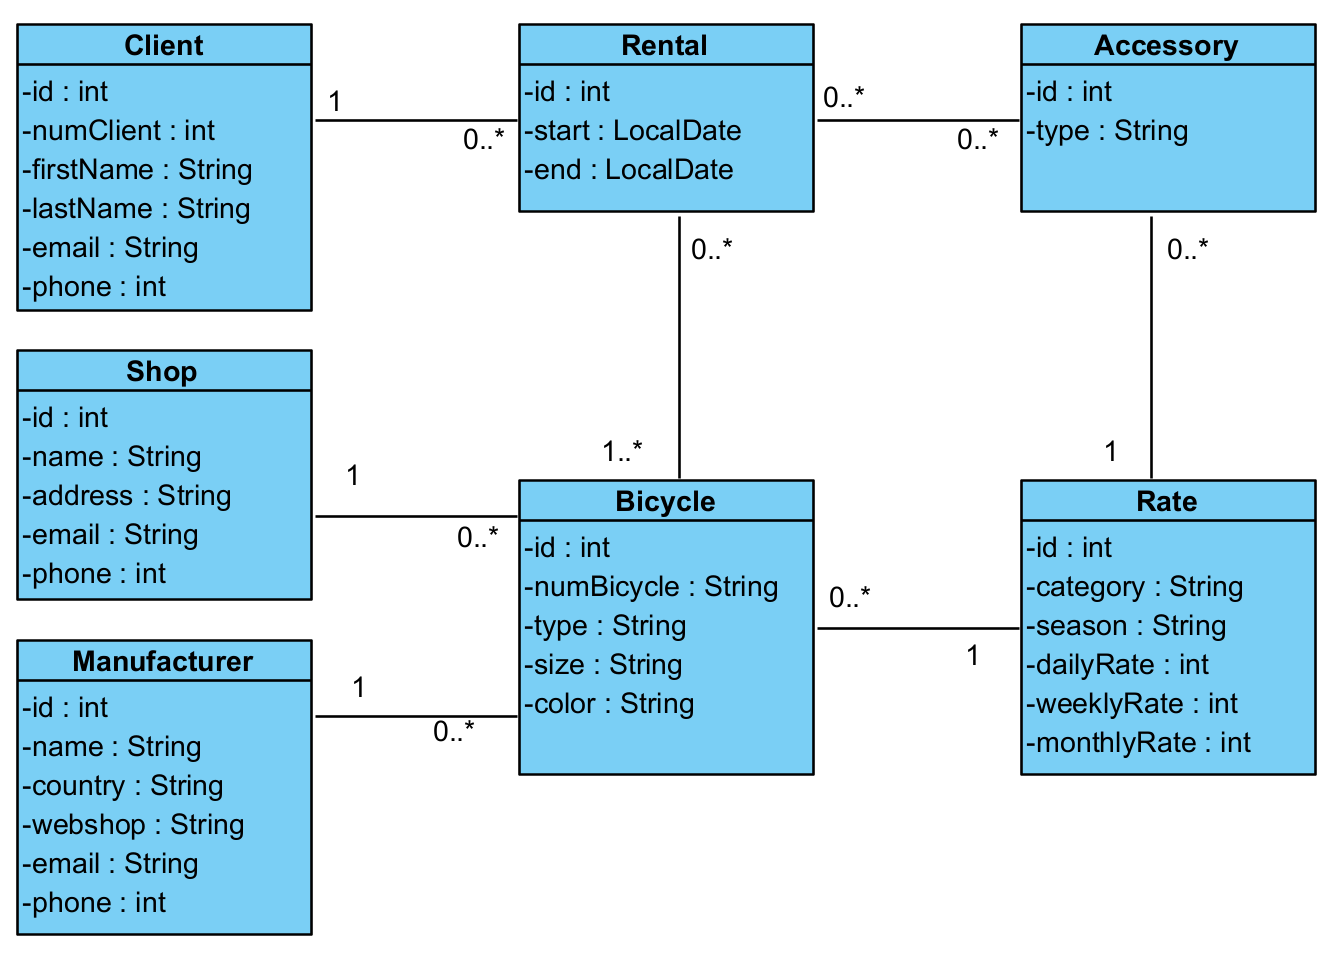 Client
-id : int
-numClient : int
-firstName : String
-lastName : String
-email : String
-phone : int
1
0..*
Rental
-id : int
-start : LocalDate
-end : LocalDate
0..*
0..*
Accessory
-id : int
-type : String
0..*
1..*
0..*
1
Shop
-id : int
-name : String
-address : String
-email : String
-phone : int
1
0..*
Bicycle
-id : int
-numBicycle : String
-type : String
-size : String
-color : String
0..*
1
Rate
-id : int
-category : String
-season : String
-dailyRate : int
-weeklyRate : int
-monthlyRate : int
Manufacturer
-id : int
-name : String
-country : String
-webshop : String
-email : String
-phone : int
1
0..*